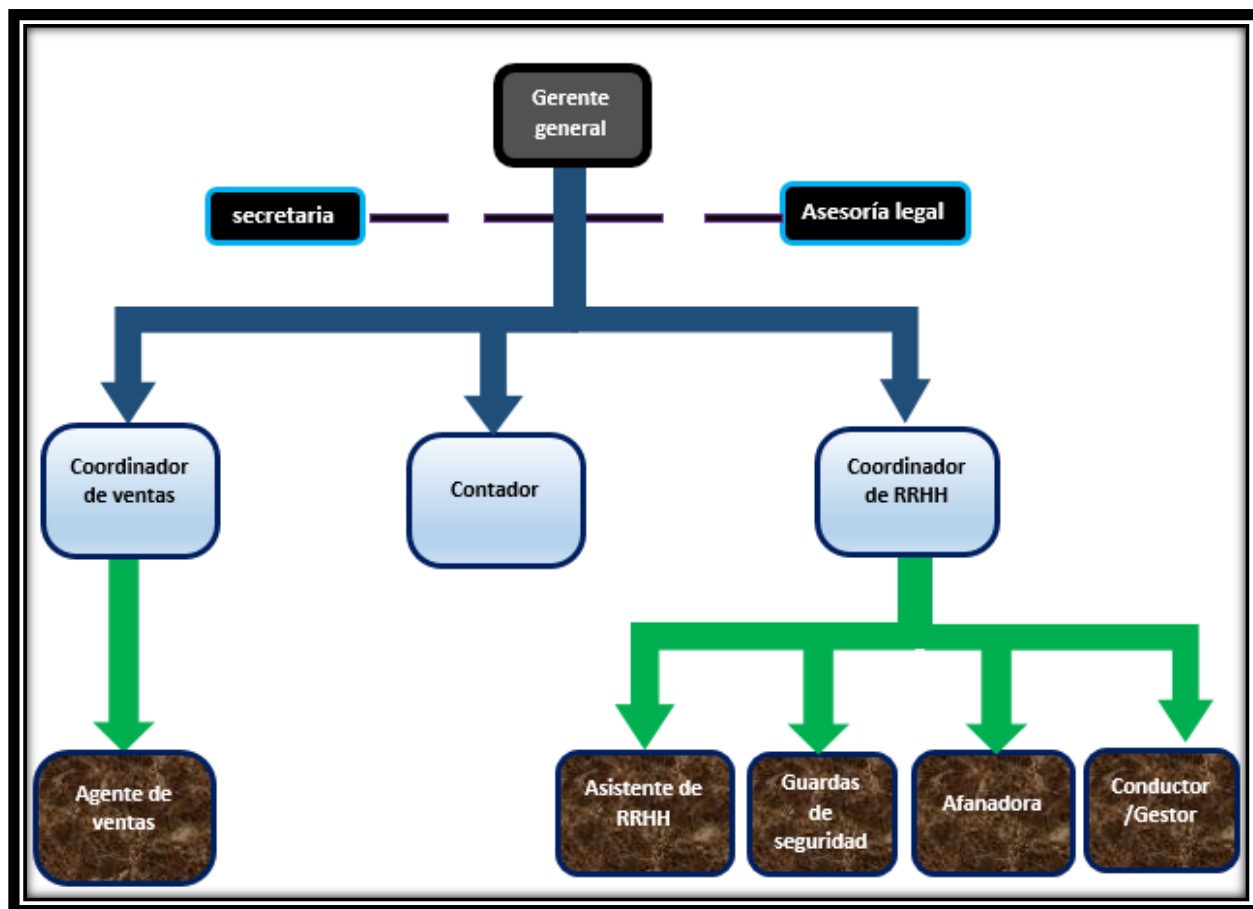 Gerente
general
secretaria
Asesoría legal
Coordinador
de ventas
Contador
Coordinador
de RRHH
Agente de
ventas
Asistente de
RRHH
Guardas
de
seguridad
Afanadora
Conductor
/Gestor